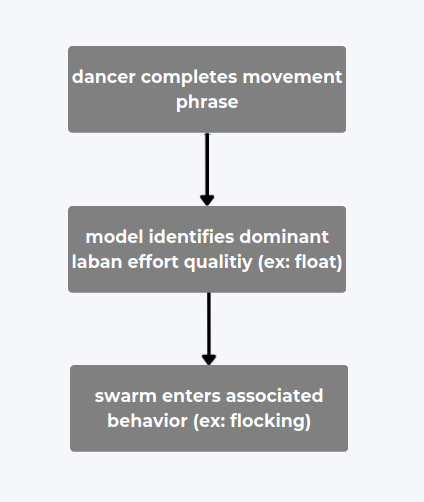 dancer completes movement
phrase
model identifies dominant
laban effort qualitiy (ex: float)
swarm enters associated
behavior (ex: flocking)